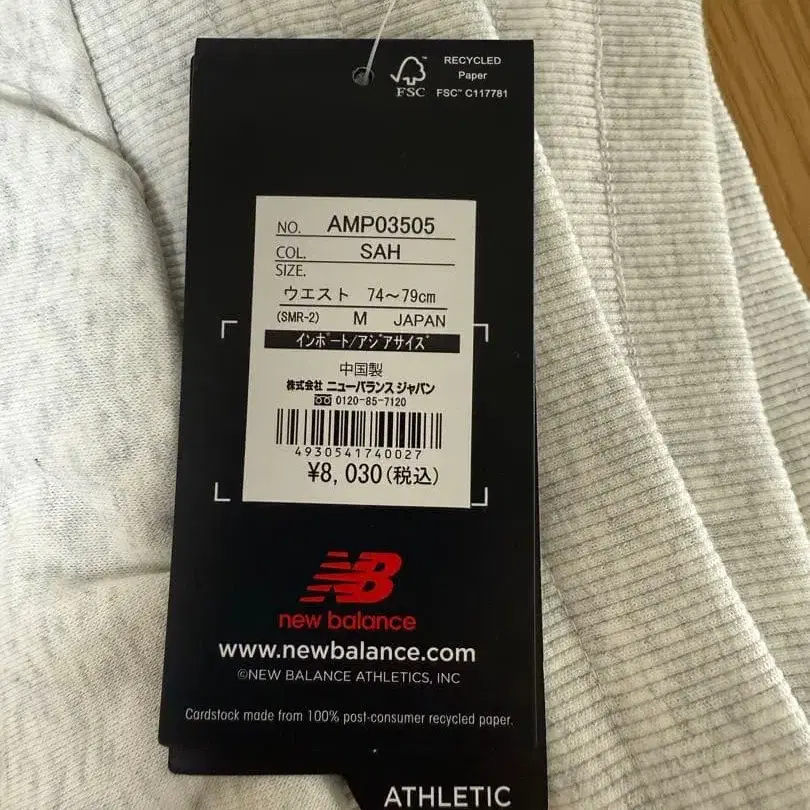 RECYCLED
Paper
FSC™ C117781
FSC™
NO. AMP03505
COL. SAH
SIZE.
ウエスト 74～79cm
(SMR-2) M JAPAN
インポート/アジアサイズ
中国製
株式会社 ニューバランス ジャパン
0120-85-7120
4930541740027
¥8,030(税込)
NB
new balance
www.newbalance.com
©NEW BALANCE ATHLETICS, INC
Cardstock made from 100% post-consumer recycled paper.
ATHLETIC